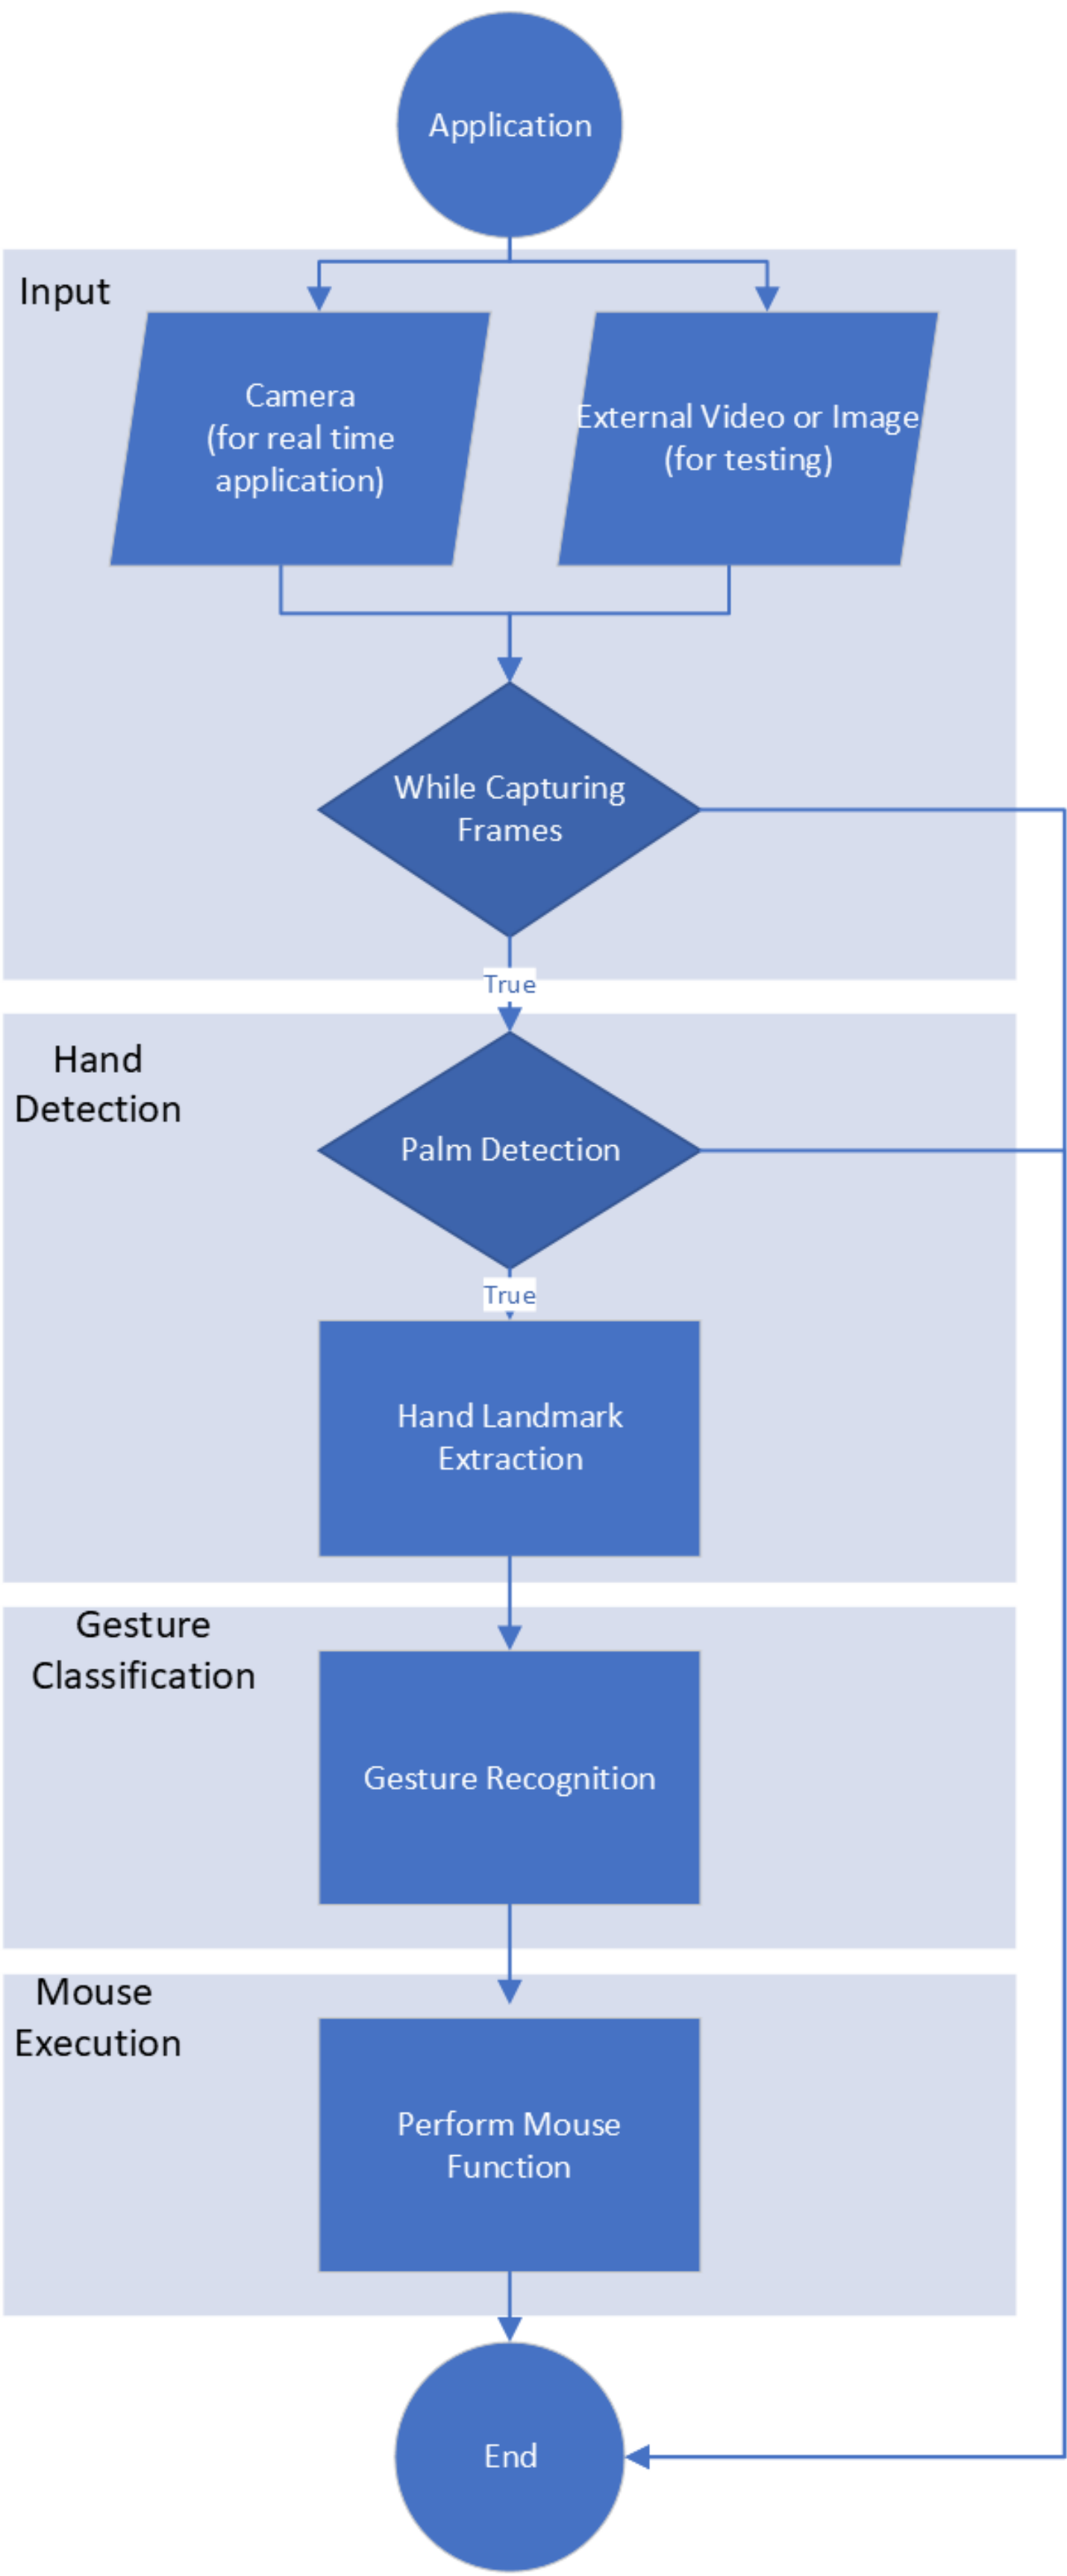 Application
Input
Camera
(for real time
application)
External Video or Image
(for testing)
While Capturing
Frames
True
Hand
Detection
Palm Detection
True
Hand Landmark
Extraction
Gesture
Classification
Gesture Recognition
Mouse
Execution
Perform Mouse
Function
End